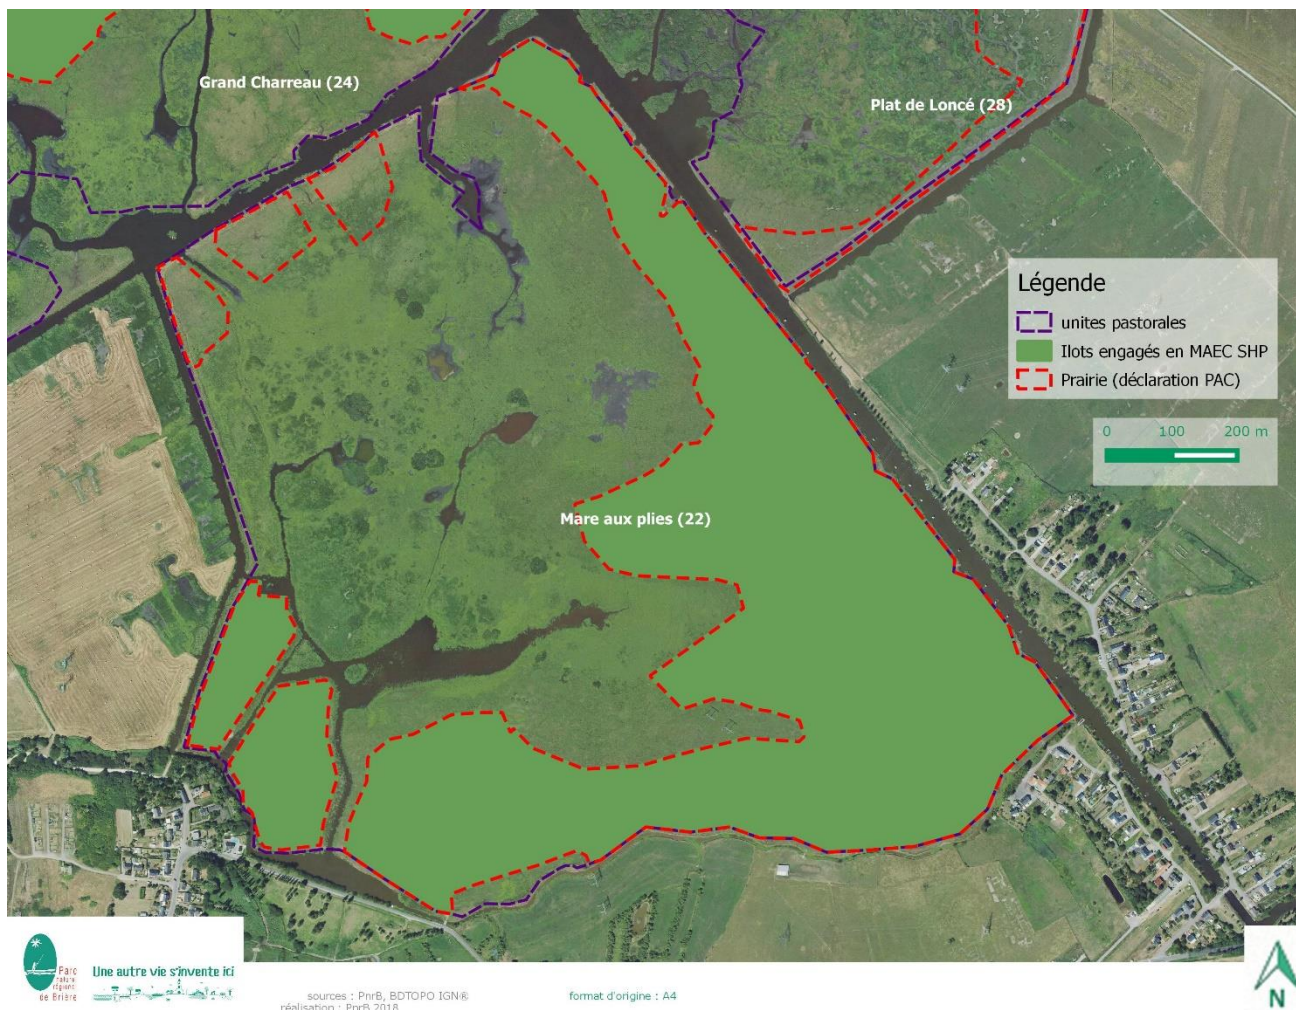 Grand Charreau (24)
Plat de Loncé (28)
Légende
unites pastorales
Ilots engagés en MAEC SHP
Prairie (déclaration PAC)
0 100 200 m
Mare aux plies (22)
Parc
naturel
régional
de Brière
Une autre vie s'invente ici
sources : PnrB, BDTOPO IGN®
réalisation : PnrB 2018
format d'origine : A4
N